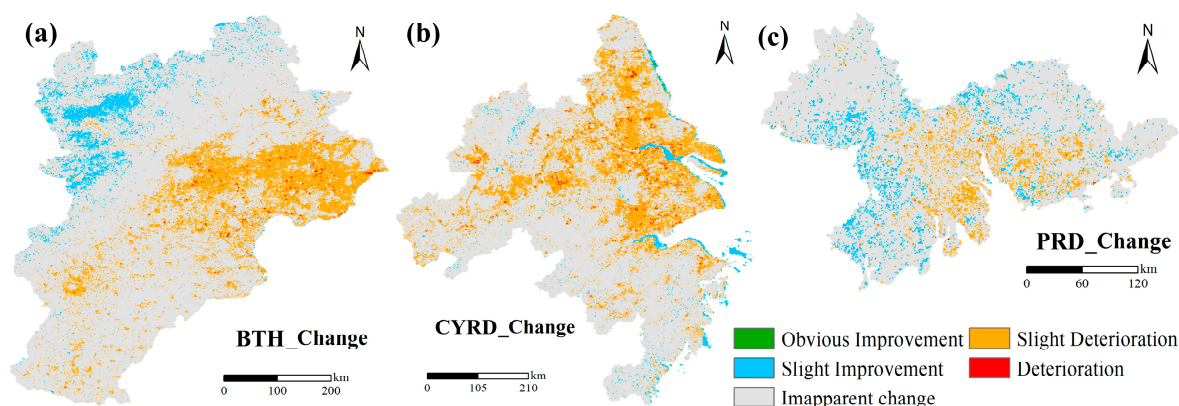 (a)
N
BTH_Change
km
0 100 200
(b)
N
CYRD_Change
km
0 105 210
(c)
N
PRD_Change
km
0 60 120
Obvious Improvement
Slight Improvement
Imapparent change
Slight Deterioration
Deterioration